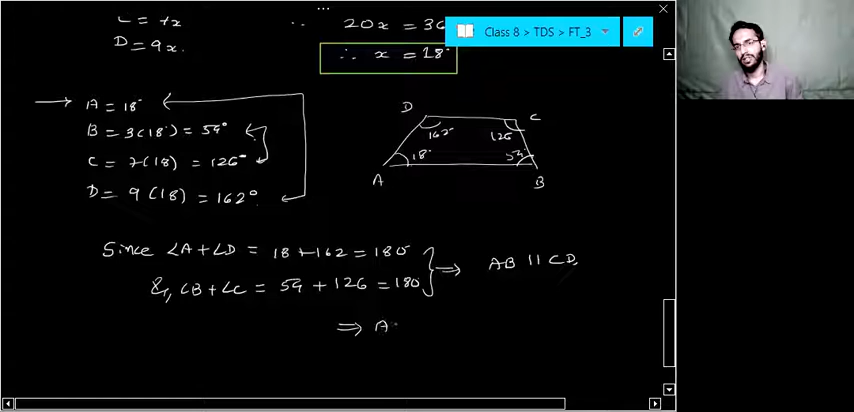 C = 7x
D = 9x.
∴ 20x = 36
∴ x = 18°
Class 8 > TDS > FT_3
→ A = 18°
B = 3(18°) = 54°
C = 7(18) = 126°
D = 9(18) = 162°
D C
162° 126
18° 54°
A B
Since ∠A + ∠D = 18 + 162 = 180°
&, ∠B + ∠C = 54 + 126 = 180° ⟹ AB || CD,
⟹ A